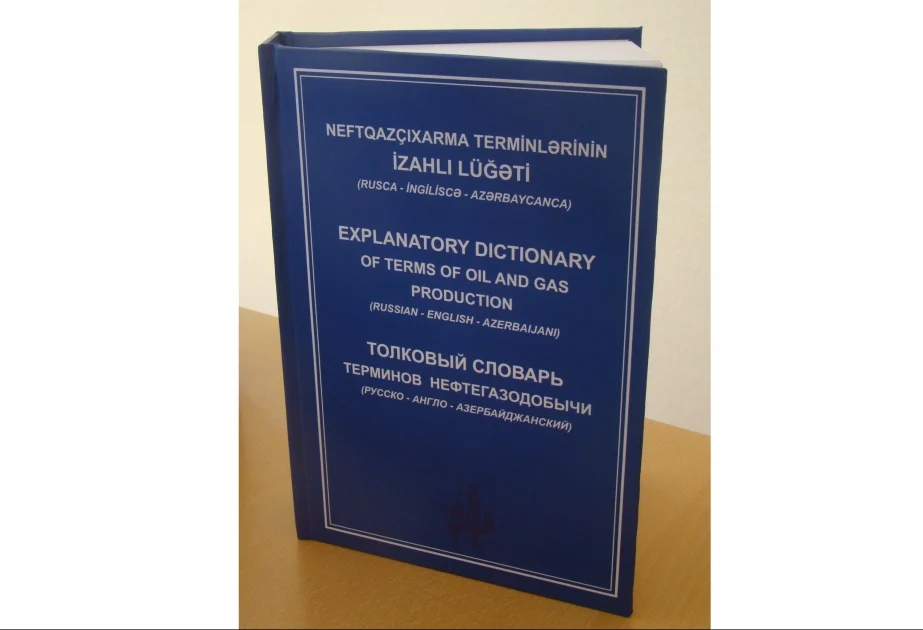 NEFTQAZÇIXARMA TERMİNLƏRİNİN
İZAHLI LÜĞƏTİ
(RUSCA - İNGİLİSCƏ - AZƏRBAYCANCA)
EXPLANATORY DICTIONARY
OF TERMS OF OIL AND GAS
PRODUCTION
(RUSSIAN - ENGLISH - AZERBAIJANI)
ТОЛКОВЫЙ СЛОВАРЬ
ТЕРМИНОВ НЕФТЕГАЗОДОБЫЧИ
(РУССКО - АНГЛО - АЗЕРБАЙДЖАНСКИЙ)